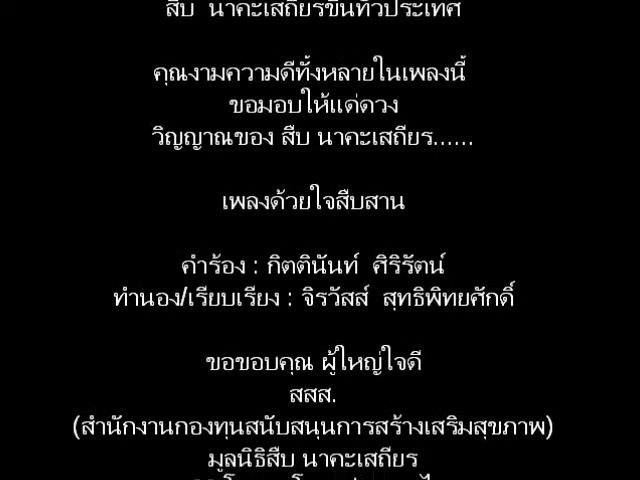 สืบ นาคะเสถียรขึ้นทั่วประเทศ
คุณงามความดีทั้งหลายในเพลงนี้
ขอมอบให้แด่ดวง
วิญญาณของ สืบ นาคะเสถียร......
เพลงด้วยใจสืบสาน
คำร้อง : กิตตินันท์ ศิริรัตน์
ทำนอง/เรียบเรียง : จิรวัสส์ สุทธิพิทยศักดิ์
ขอขอบคุณ ผู้ใหญ่ใจดี
สสส.
(สำนักงานกองทุนสนับสนุนการสร้างเสริมสุขภาพ)
มูลนิธิสืบ นาคะเสถียร